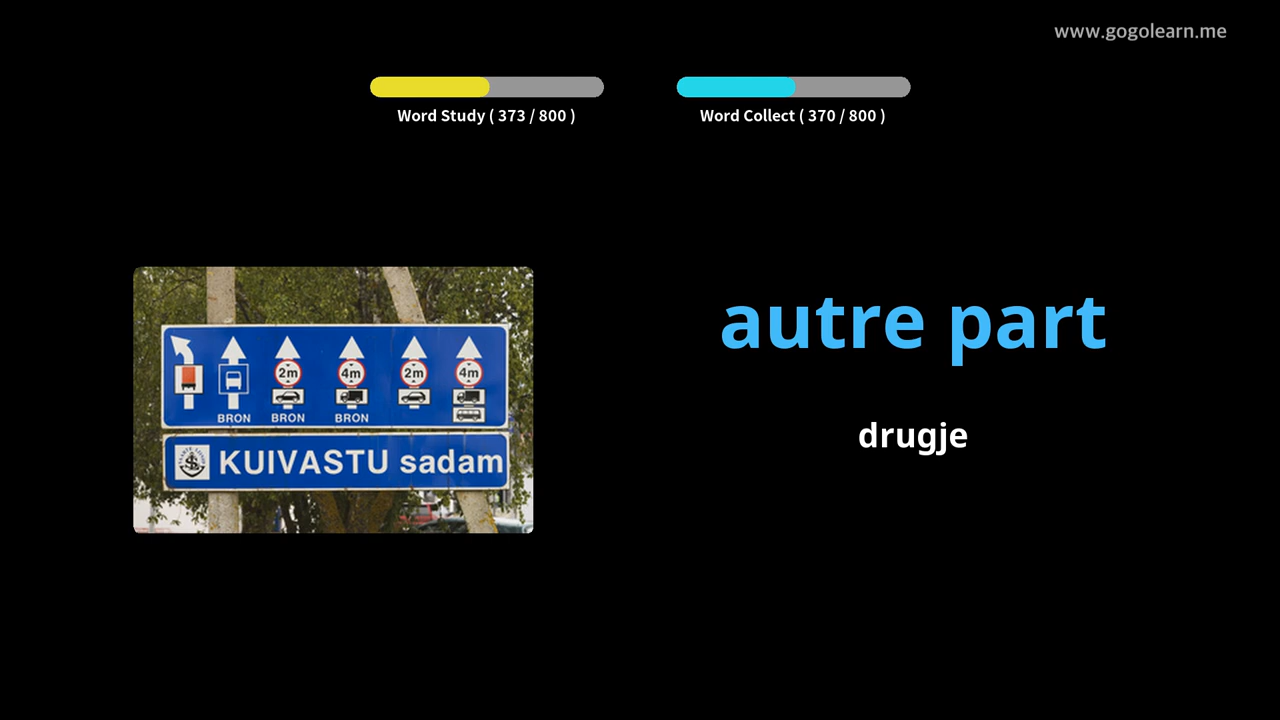 www.gogolearn.me
Word Study ( 373 / 800 )
Word Collect ( 370 / 800 )
2m 4m 2m 4m
BRON BRON BRON
KUIVASTU sadam
autre part
drugje